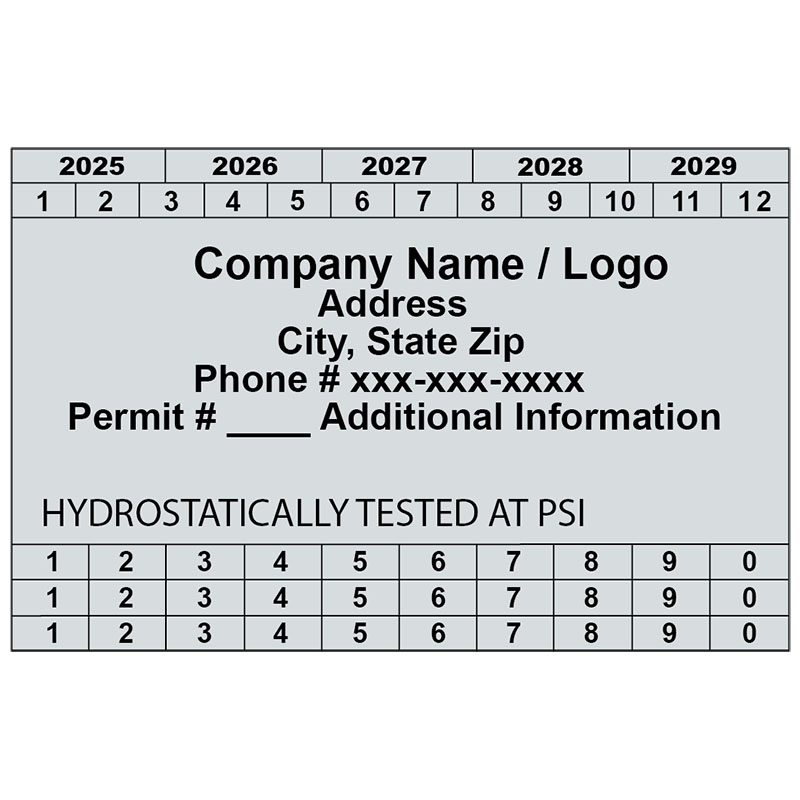 2025 2026 2027 2028 2029
1 2 3 4 5 6 7 8 9 10 11 12
Company Name / Logo
Address
City, State Zip
Phone # xxx-xxx-xxxx
Permit # ____ Additional Information
HYDROSTATICALLY TESTED AT PSI
1 2 3 4 5 6 7 8 9 0
1 2 3 4 5 6 7 8 9 0
1 2 3 4 5 6 7 8 9 0